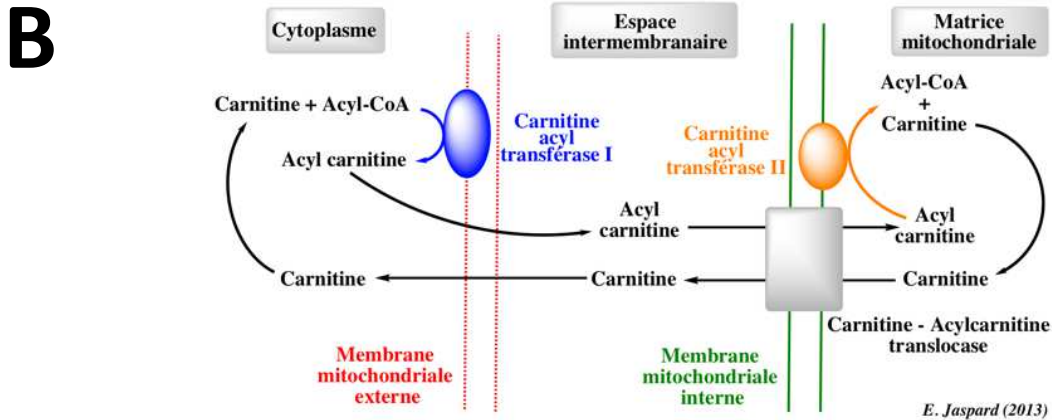 B
Cytoplasme
Espace
intermembranaire
Matrice
mitochondriale
Carnitine + Acyl-CoA
Acyl carnitine
Carnitine
acyl
transférase I
Carnitine
acyl
transférase II
Acyl-CoA
+
Carnitine
Acyl
carnitine
Acyl
carnitine
Carnitine
Carnitine
Carnitine
Carnitine - Acylcarnitine
translocase
Membrane
mitochondriale
externe
Membrane
mitochondriale
interne
E. Jaspard (2013)